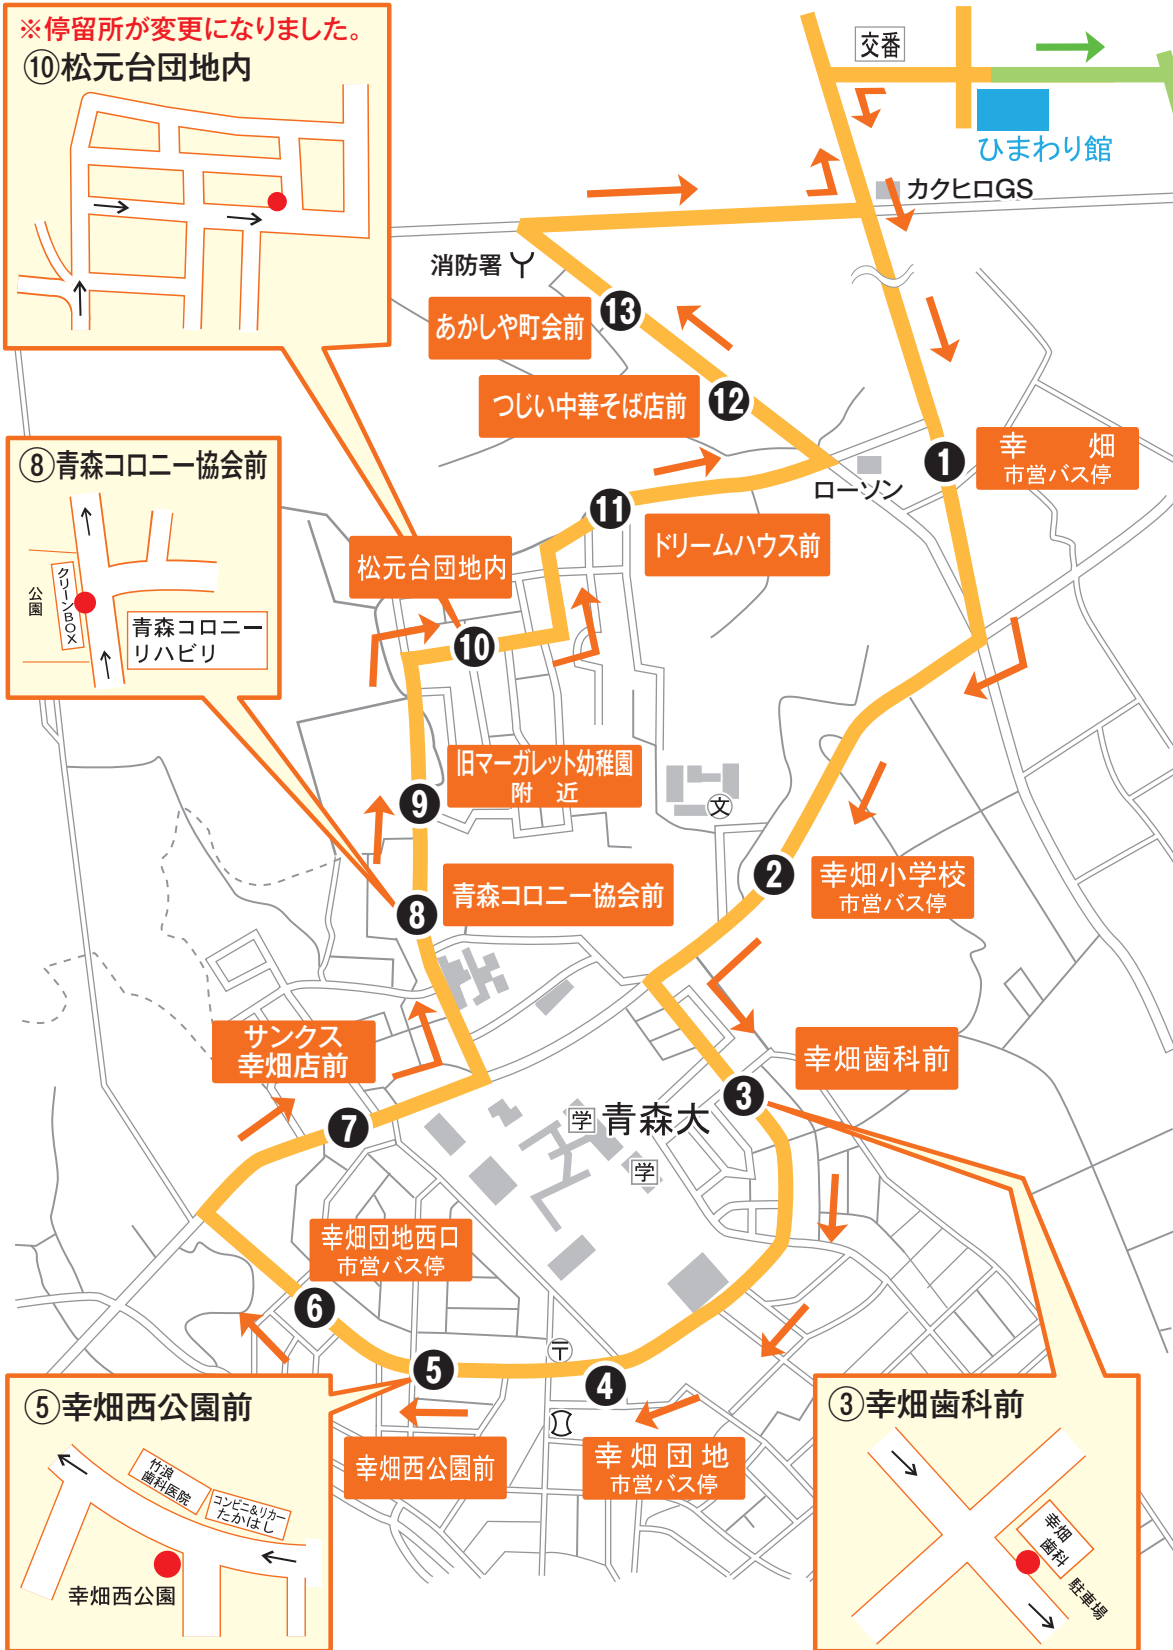 ※停留所が変更になりました。
⑩松元台団地内
交番
ひまわり館
カクヒロGS
消防署
⑬
あかしや町会前
⑫
つじい中華そば店前
①
幸 畑
市営バス停
ローソン
⑧青森コロニー協会前
公園
クリーンBOX
青森コロニー
リハビリ
⑪
ドリームハウス前
松元台団地内
⑩
旧マーガレット幼稚園
附 近
⑨
文
②
幸畑小学校
市営バス停
青森コロニー協会前
⑧
サンクス
幸畑店前
幸畑歯科前
③
⑦
学 青森大
学
幸畑団地西口
市営バス停
⑥
⑤
〒
④
幸畑西公園前
幸畑団地
市営バス停
⑤幸畑西公園前
竹浪
歯科医院
コンビニ&リカー
たかはし
幸畑西公園
③幸畑歯科前
幸畑
歯科
駐車場